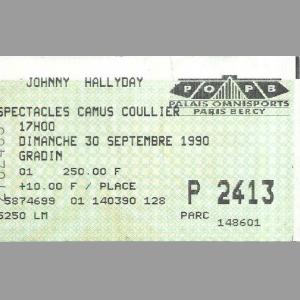 JOHNNY HALLYDAY
P O P B
PALAIS OMNISPORTS
PARIS BERCY
SPECTACLES CAMUS COULLIER
17H00
DIMANCHE 30 SEPTEMBRE 1990
GRADIN
01 250.00 F
+10.00 F / PLACE
P 2413
5874699 01 140390 128
5250 LM
PARC 148601